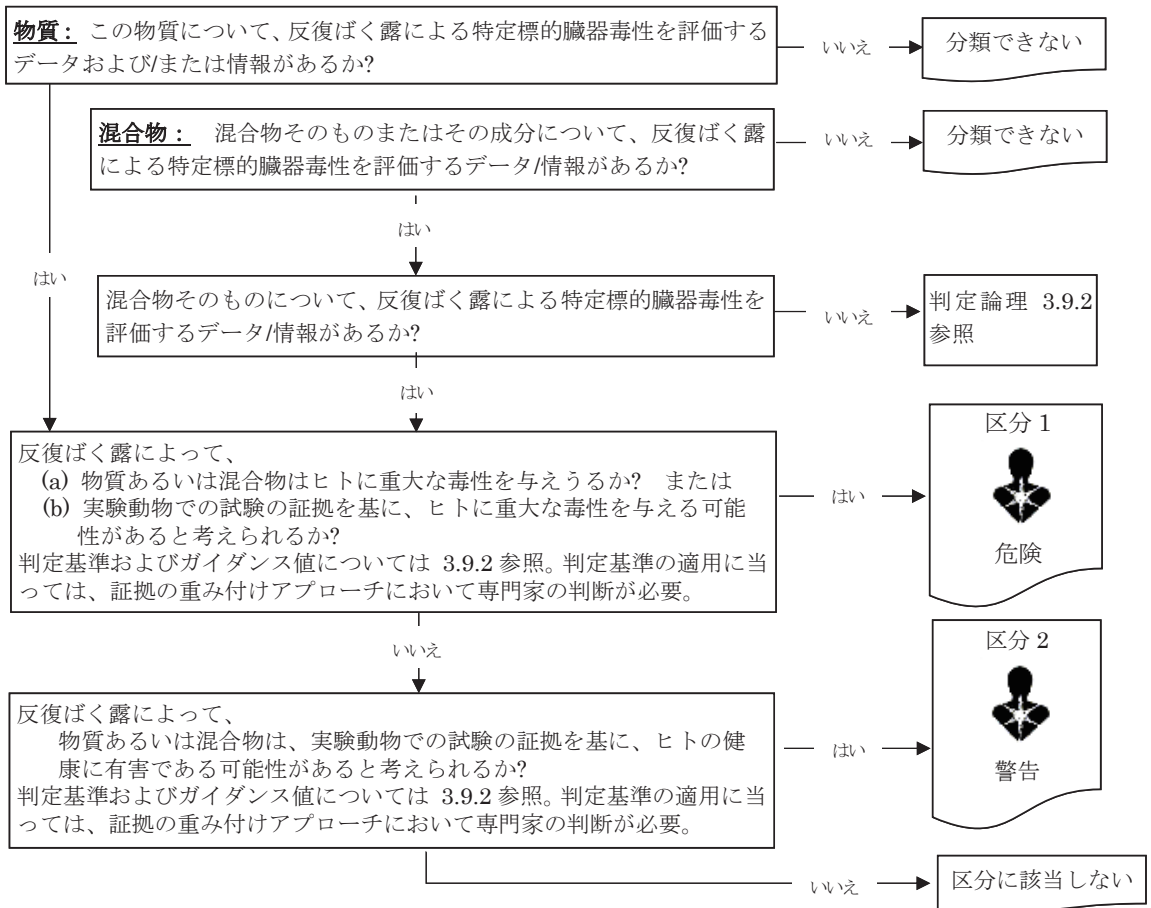 物質: この物質について、反復ばく露による特定標的臓器毒性を評価する
データおよび/または情報があるか?
いいえ
分類できない
混合物: 混合物そのものまたはその成分について、反復ばく露
による特定標的臓器毒性を評価するデータ/情報があるか?
いいえ
分類できない
はい
はい
混合物そのものについて、反復ばく露による特定標的臓器毒性を
評価するデータ/情報があるか?
いいえ
判定論理 3.9.2
参照
はい
反復ばく露によって、
(a) 物質あるいは混合物はヒトに重大な毒性を与えうるか? または
(b) 実験動物での試験の証拠を基に、ヒトに重大な毒性を与える可能
性があると考えられるか?
判定基準およびガイダンス値については 3.9.2 参照。判定基準の適用に当
っては、証拠の重み付けアプローチにおいて専門家の判断が必要。
はい
区分 1
危険
いいえ
反復ばく露によって、
物質あるいは混合物は、実験動物での試験の証拠を基に、ヒトの健
康に有害である可能性があると考えられるか?
判定基準およびガイダンス値については 3.9.2 参照。判定基準の適用に当
っては、証拠の重み付けアプローチにおいて専門家の判断が必要。
はい
区分 2
警告
いいえ
区分に該当しない